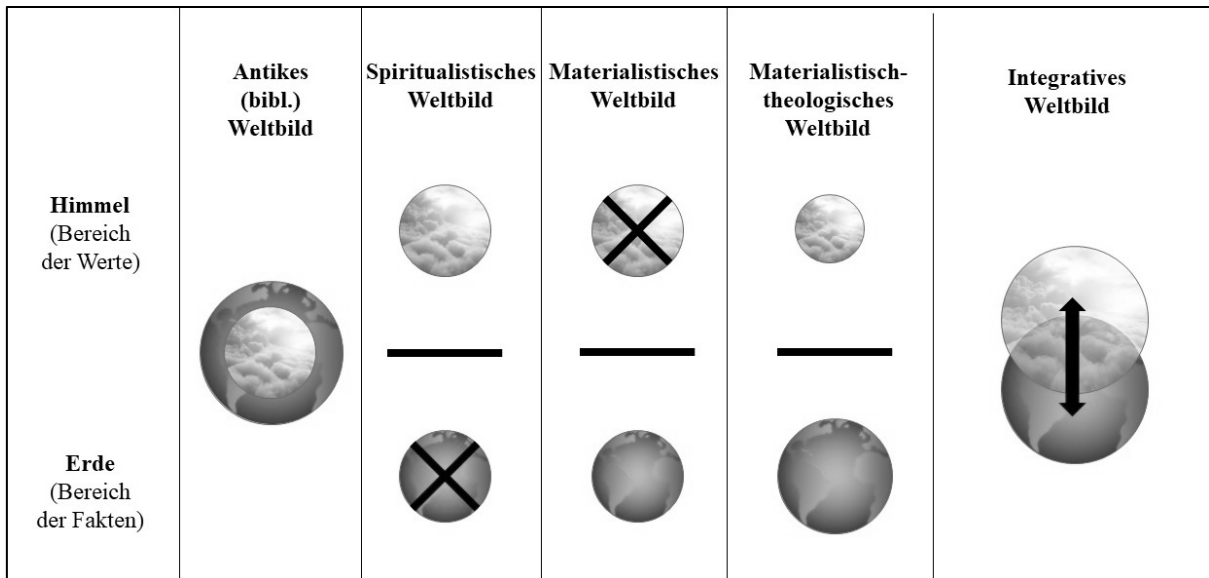 Antikes
(bibl.)
Weltbild
Spiritualistisches
Weltbild
Materialistisches
Weltbild
Materialistisch-
theologisches
Weltbild
Integratives
Weltbild
Himmel
(Bereich
der Werte)
Erde
(Bereich
der Fakten)